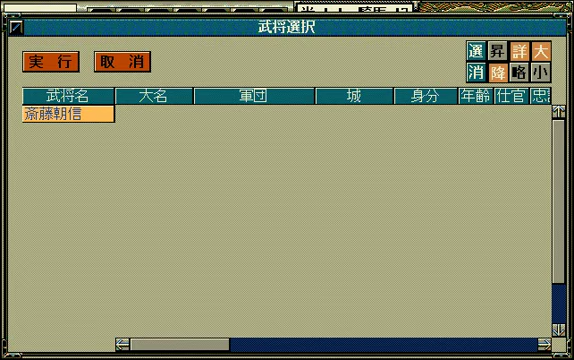 武将選択
実 行 取 消
選 昇 詳 大
消 降 略 小
武将名 大名 軍団 城 身分 年齢 仕官 忠
斎藤朝信